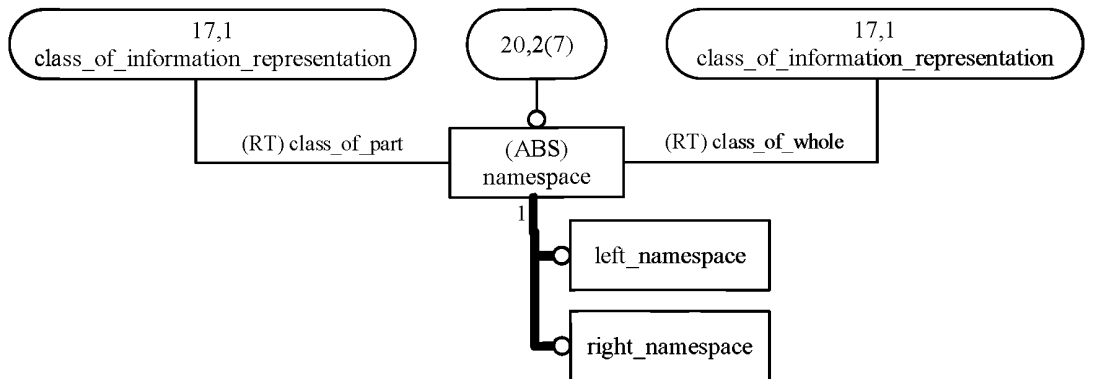 17,1
class_of_information_representation
20,2(7)
17,1
class_of_information_representation
(RT) class_of_part
(ABS)
namespace
(RT) class_of_whole
1
left_namespace
right_namespace